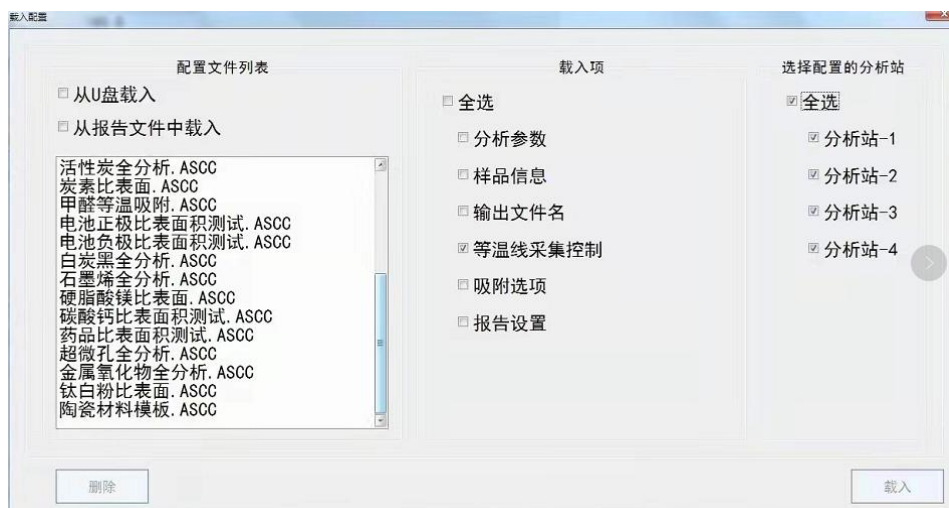 载入配置
配置文件列表
从U盘载入
从报告文件中载入
活性炭全分析.ASCC
炭素比表面.ASCC
甲醛等温吸附.ASCC
电池正极比表面积测试.ASCC
电池负极比表面积测试.ASCC
白炭黑全分析.ASCC
石墨烯全分析.ASCC
硬脂酸镁比表面.ASCC
碳酸钙比表面积测试.ASCC
药品比表面积测试.ASCC
超微孔全分析.ASCC
金属氧化物全分析.ASCC
钛白粉比表面.ASCC
陶瓷材料模板.ASCC
删除
载入项
全选
分析参数
样品信息
输出文件名
等温线采集控制
吸附选项
报告设置
选择配置的分析站
全选
分析站-1
分析站-2
分析站-3
分析站-4
载入